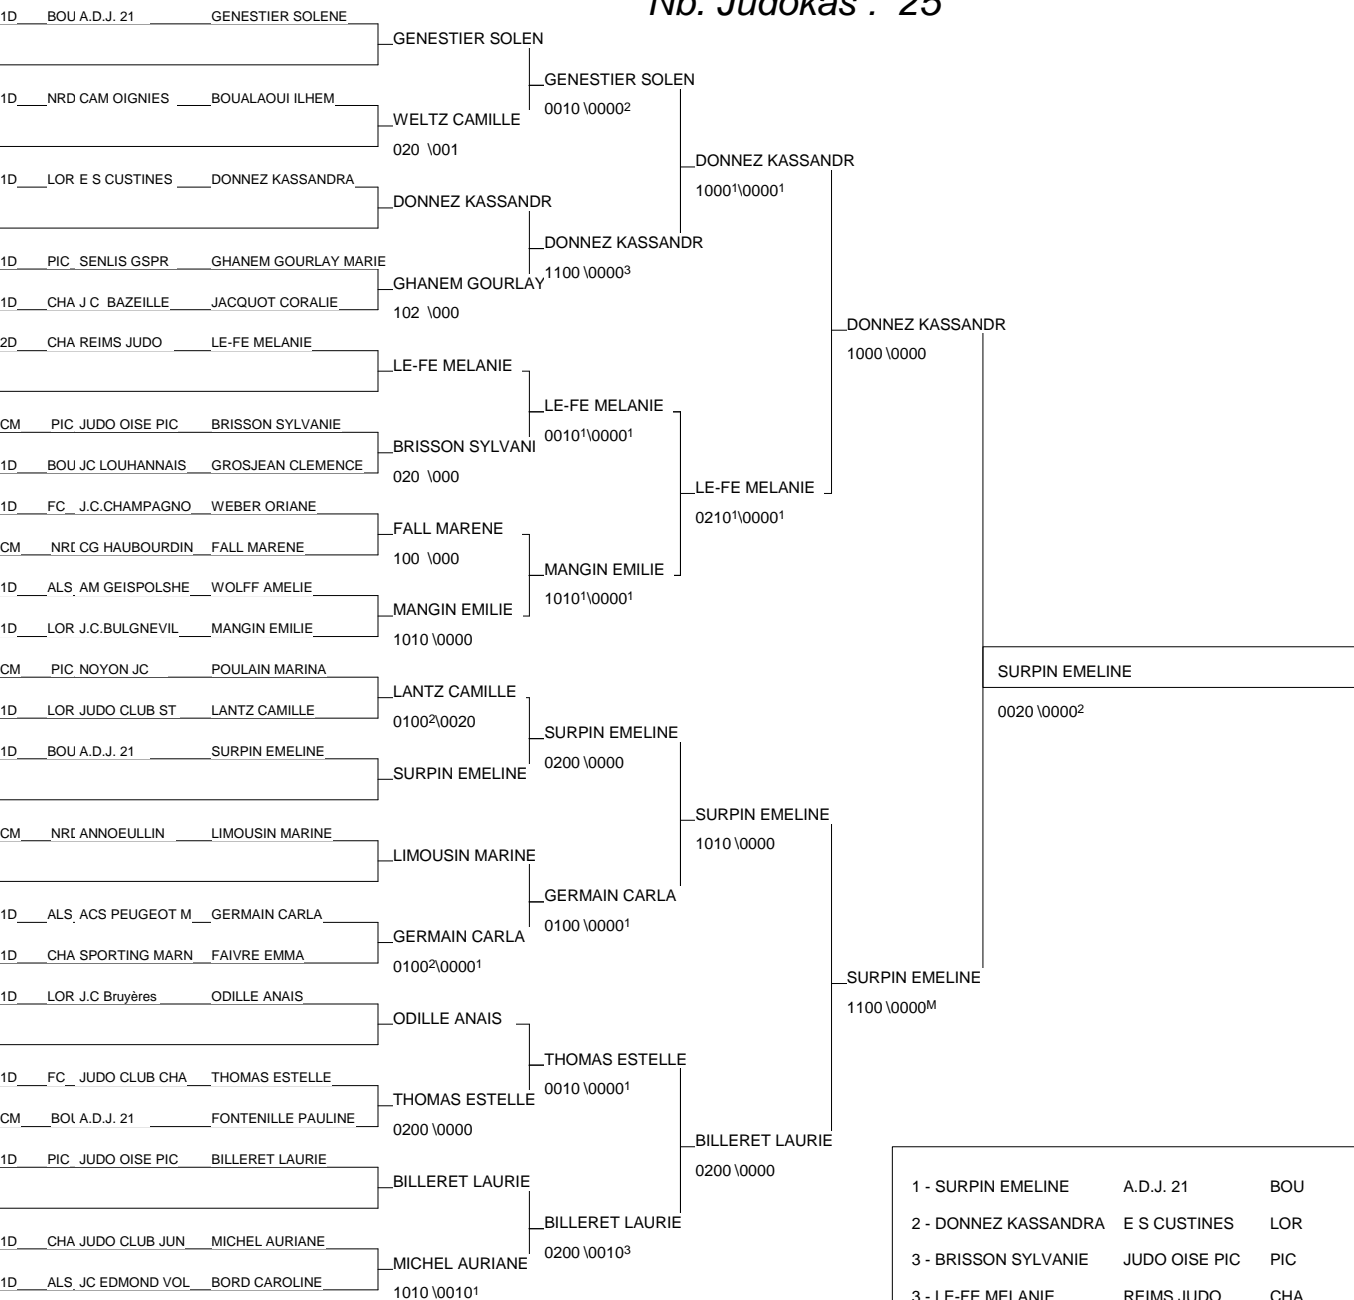 Nb. Judokas : 25
1D BOU A.D.J. 21 GENESTIER SOLENE
GENESTIER SOLEN
GENESTIER SOLEN
0010 \0000²
1D NRD CAM OIGNIES BOUALAOUI ILHEM
WELTZ CAMILLE
020 \001
DONNEZ KASSANDR
1000¹\0000¹
1D LOR E S CUSTINES DONNEZ KASSANDRA
DONNEZ KASSANDR
DONNEZ KASSANDR
1100 \0000³
1D PIC SENLIS GSPR GHANEM GOURLAY MARIE
GHANEM GOURLAY
1D CHA J C BAZEILLE JACQUOT CORALIE
102 \000
DONNEZ KASSANDR
1000 \0000
2D CHA REIMS JUDO LE-FE MELANIE
LE-FE MELANIE
LE-FE MELANIE
0010¹\0000¹
CM PIC JUDO OISE PIC BRISSON SYLVANIE
BRISSON SYLVANI
1D BOU JC LOUHANNAIS GROSJEAN CLEMENCE
020 \000
LE-FE MELANIE
0210¹\0000¹
1D FC J.C.CHAMPAGNO WEBER ORIANE
FALL MARENE
CM NRD CG HAUBOURDIN FALL MARENE
100 \000
MANGIN EMILIE
1010¹\0000¹
1D ALS AM GEISPOLSHE WOLFF AMELIE
MANGIN EMILIE
1D LOR J.C.BULGNEVIL MANGIN EMILIE
1010 \0000
SURPIN EMELINE
0020 \0000²
CM PIC NOYON JC POULAIN MARINA
LANTZ CAMILLE
1D LOR JUDO CLUB ST LANTZ CAMILLE
0100²\0020
SURPIN EMELINE
0200 \0000
1D BOU A.D.J. 21 SURPIN EMELINE
SURPIN EMELINE
SURPIN EMELINE
1010 \0000
CM NRD ANNOEULLIN LIMOUSIN MARINE
LIMOUSIN MARINE
GERMAIN CARLA
0100 \0000¹
1D ALS ACS PEUGEOT M GERMAIN CARLA
GERMAIN CARLA
1D CHA SPORTING MARN FAIVRE EMMA
0100²\0000¹
SURPIN EMELINE
1100 \0000ᴹ
1D LOR J.C Bruyères ODILLE ANAIS
ODILLE ANAIS
THOMAS ESTELLE
0010 \0000¹
1D FC JUDO CLUB CHA THOMAS ESTELLE
THOMAS ESTELLE
CM BOU A.D.J. 21 FONTENILLE PAULINE
0200 \0000
BILLERET LAURIE
0200 \0000
1D PIC JUDO OISE PIC BILLERET LAURIE
BILLERET LAURIE
BILLERET LAURIE
0200 \0010³
1D CHA JUDO CLUB JUN MICHEL AURIANE
MICHEL AURIANE
1D ALS JC EDMOND VOL BORD CAROLINE
1010 \0010¹
1 - SURPIN EMELINE A.D.J. 21 BOU
2 - DONNEZ KASSANDRA E S CUSTINES LOR
3 - BRISSON SYLVANIE JUDO OISE PIC PIC
3 - LE-FE MELANIE REIMS JUDO CHA